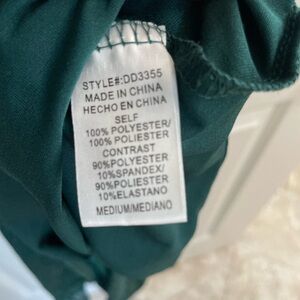 STYLE#:DD3355
MADE IN CHINA
HECHO EN CHINA
SELF
100% POLYESTER/
100% POLIESTER
CONTRAST
90%POLYESTER
10%SPANDEX/
90%POLIESTER
10%ELASTANO
MEDIUM/MEDIANO